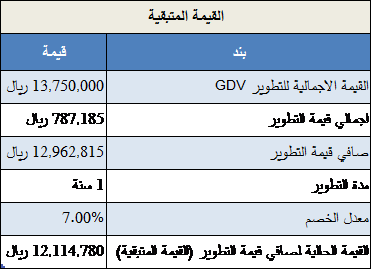 القيمة المتبقية
بند قيمة
القيمة الاجمالية للتطوير GDV 13,750,000 ريال
اجمالي قيمة التطوير 787,185 ريال
صافي قيمة التطوير 12,962,815 ريال
مدة التطوير 1 سنة
معدل الخصم 7.00%
القيمة الحالية لصافي قيمة التطوير (القيمة المتبقية) 12,114,780 ريال